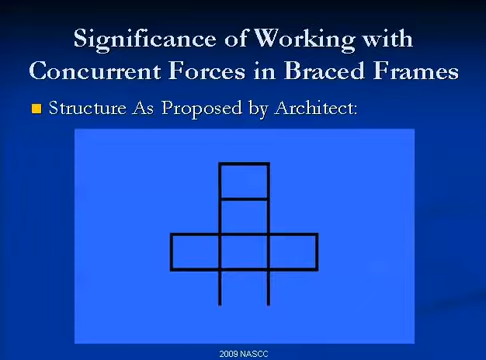 Significance of Working with
Concurrent Forces in Braced Frames
Structure As Proposed by Architect:
2009 NASCC